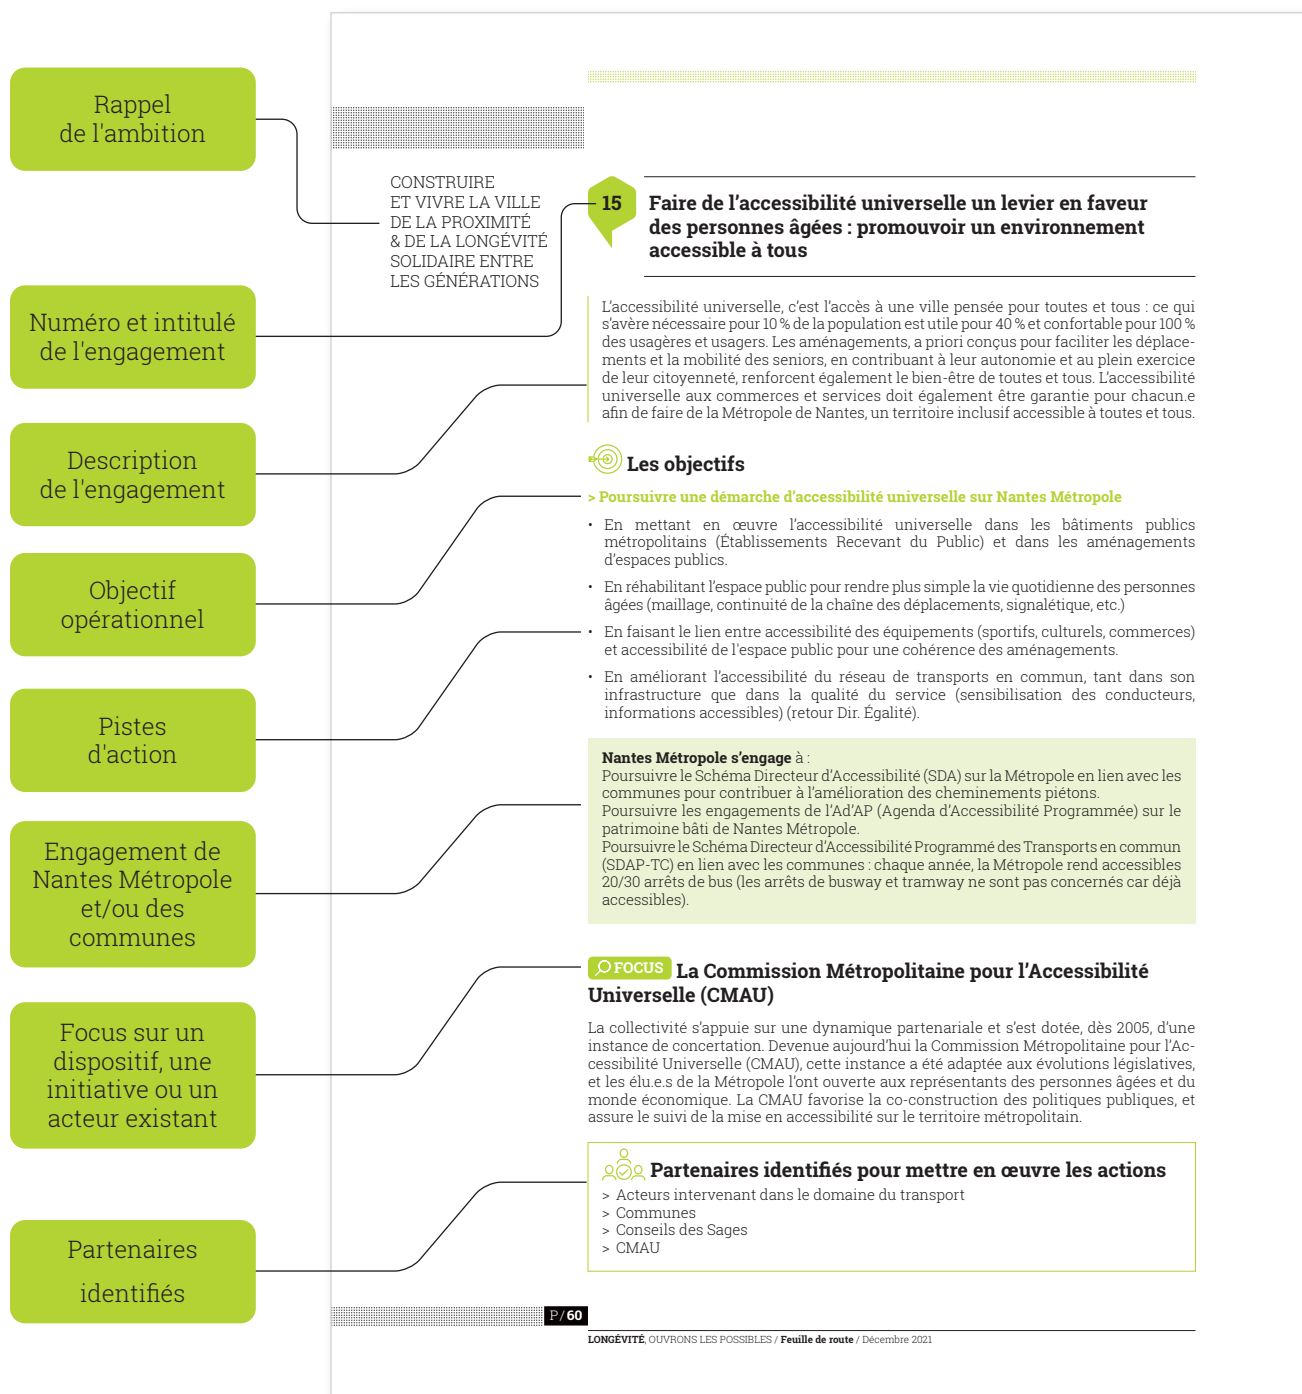 Rappel
de l'ambition
Numéro et intitulé
de l'engagement
Description
de l'engagement
Objectif
opérationnel
Pistes
d'action
Engagement de
Nantes Métropole
et/ou des
communes
Focus sur un
dispositif, une
initiative ou un
acteur existant
Partenaires
identifiés
CONSTRUIRE
ET VIVRE LA VILLE
DE LA PROXIMITÉ
& DE LA LONGÉVITÉ
SOLIDAIRE ENTRE
LES GÉNÉRATIONS
15
Faire de l’accessibilité universelle un levier en faveur
des personnes âgées : promouvoir un environnement
accessible à tous
L’accessibilité universelle, c’est l’accès à une ville pensée pour toutes et tous : ce qui
s’avère nécessaire pour 10 % de la population est utile pour 40 % et confortable pour 100 %
des usagères et usagers. Les aménagements, a priori conçus pour faciliter les déplace-
ments et la mobilité des seniors, en contribuant à leur autonomie et au plein exercice
de leur citoyenneté, renforcent également le bien-être de toutes et tous. L’accessibilité
universelle aux commerces et services doit également être garantie pour chacun.e
afin de faire de la Métropole de Nantes, un territoire inclusif accessible à toutes et tous.
Les objectifs
> Poursuivre une démarche d’accessibilité universelle sur Nantes Métropole
• En mettant en œuvre l’accessibilité universelle dans les bâtiments publics
métropolitains (Établissements Recevant du Public) et dans les aménagements
d’espaces publics.
• En réhabilitant l’espace public pour rendre plus simple la vie quotidienne des personnes
âgées (maillage, continuité de la chaîne des déplacements, signalétique, etc.)
• En faisant le lien entre accessibilité des équipements (sportifs, culturels, commerces)
et accessibilité de l'espace public pour une cohérence des aménagements.
• En améliorant l’accessibilité du réseau de transports en commun, tant dans son
infrastructure que dans la qualité du service (sensibilisation des conducteurs,
informations accessibles) (retour Dir. Égalité).
Nantes Métropole s’engage à :
Poursuivre le Schéma Directeur d’Accessibilité (SDA) sur la Métropole en lien avec les
communes pour contribuer à l’amélioration des cheminements piétons.
Poursuivre les engagements de l’Ad’AP (Agenda d’Accessibilité Programmée) sur le
patrimoine bâti de Nantes Métropole.
Poursuivre le Schéma Directeur d’Accessibilité Programmé des Transports en commun
(SDAP-TC) en lien avec les communes : chaque année, la Métropole rend accessibles
20/30 arrêts de bus (les arrêts de busway et tramway ne sont pas concernés car déjà
accessibles).
FOCUS La Commission Métropolitaine pour l’Accessibilité
Universelle (CMAU)
La collectivité s’appuie sur une dynamique partenariale et s’est dotée, dès 2005, d’une
instance de concertation. Devenue aujourd’hui la Commission Métropolitaine pour l’Ac-
cessibilité Universelle (CMAU), cette instance a été adaptée aux évolutions législatives,
et les élu.e.s de la Métropole l’ont ouverte aux représentants des personnes âgées et du
monde économique. La CMAU favorise la co-construction des politiques publiques, et
assure le suivi de la mise en accessibilité sur le territoire métropolitain.
Partenaires identifiés pour mettre en œuvre les actions
> Acteurs intervenant dans le domaine du transport
> Communes
> Conseils des Sages
> CMAU
P/60
LONGÉVITÉ, OUVRONS LES POSSIBLES / Feuille de route / Décembre 2021